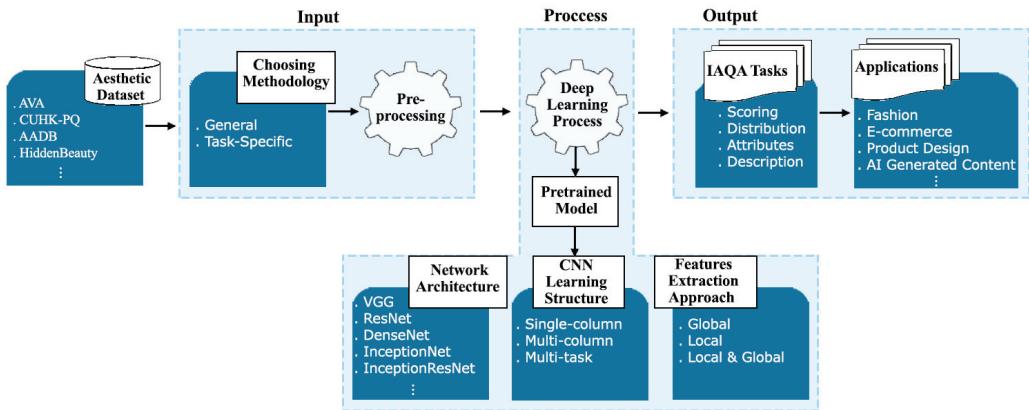 Input
Proccess
Output
Aesthetic
Dataset
. AVA
. CUHK-PQ
. AADB
. HiddenBeauty
⋮
Choosing
Methodology
. General
. Task-Specific
Pre-
processing
Deep
Learning
Process
IAQA Tasks
. Scoring
. Distribution
. Attributes
. Description
Applications
. Fashion
. E-commerce
. Product Design
. AI Generated Content
⋮
Pretrained
Model
Network
Architecture
. VGG
. ResNet
. DenseNet
. InceptionNet
. InceptionResNet
⋮
CNN
Learning
Structure
. Single-column
. Multi-column
. Multi-task
Features
Extraction
Approach
. Global
. Local
. Local & Global